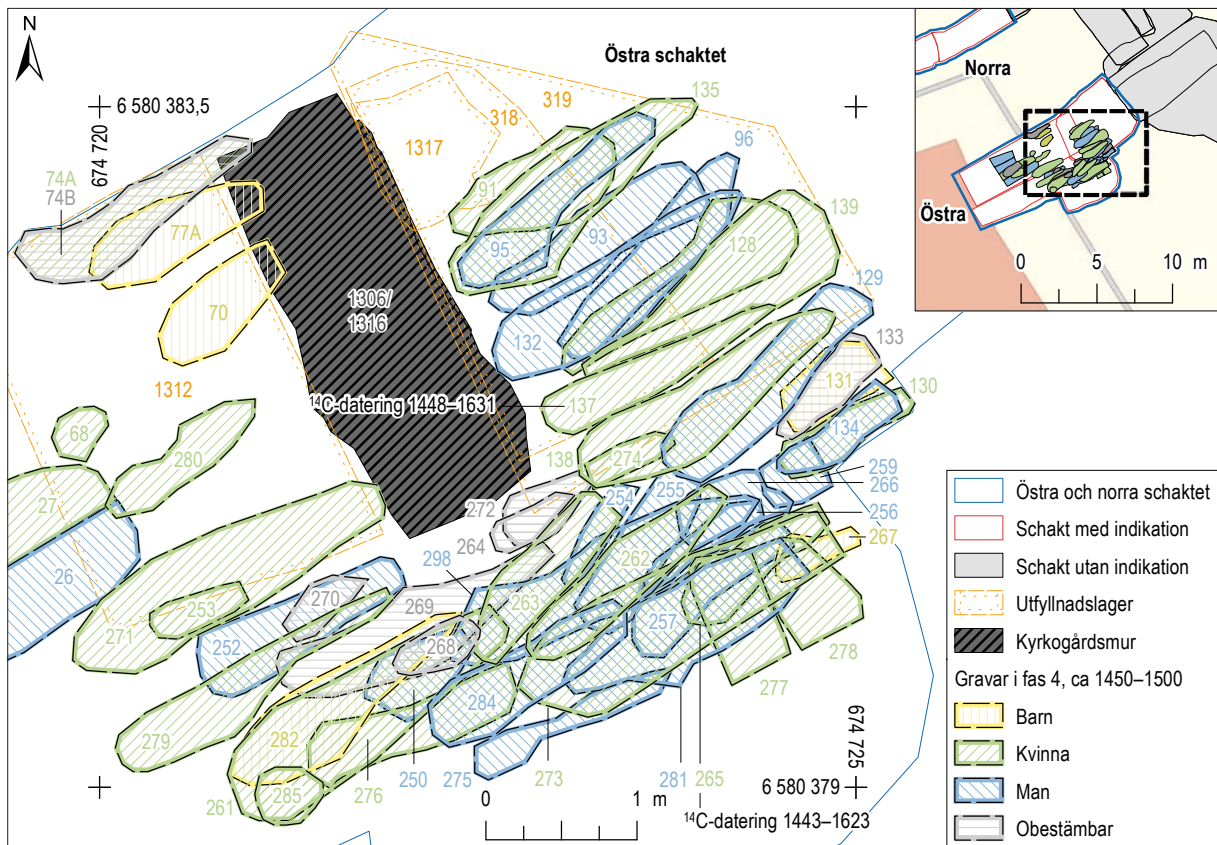 N
Östra schaktet
6 580 383,5
674 720
135
319
318
1317
96
74A
74B
91
139
77A
93
128
95
129
70
1306/
1316
132
133
131
1312
130
¹⁴C-datering 1448–1631
137
134
68
280
138
274
259
266
27
272
254
255
256
264
267
26
298
262
270
269
263
253
257
271
252
268
278
277
284
279
282
674 725
261
285
276
250
275
273
281
265
6 580 379
0 1 m
¹⁴C-datering 1443–1623
Norra
Östra
0 5 10 m
Östra och norra schaktet
Schakt med indikation
Schakt utan indikation
Utfyllnadslager
Kyrkogårdsmur
Gravar i fas 4, ca 1450–1500
Barn
Kvinna
Man
Obestämbar